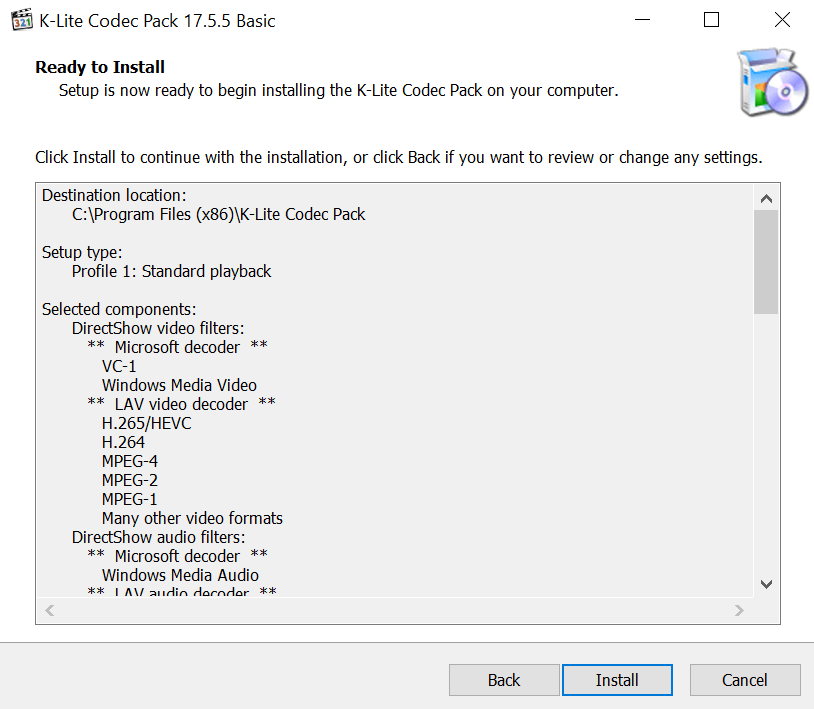 K-Lite Codec Pack 17.5.5 Basic
Ready to Install
Setup is now ready to begin installing the K-Lite Codec Pack on your computer.
Click Install to continue with the installation, or click Back if you want to review or change any settings.
Destination location:
C:\Program Files (x86)\K-Lite Codec Pack
Setup type:
Profile 1: Standard playback
Selected components:
DirectShow video filters:
** Microsoft decoder **
VC-1
Windows Media Video
** LAV video decoder **
H.265/HEVC
H.264
MPEG-4
MPEG-2
MPEG-1
Many other video formats
DirectShow audio filters:
** Microsoft decoder **
Windows Media Audio
** LAV audio decoder **
Back
Install
Cancel